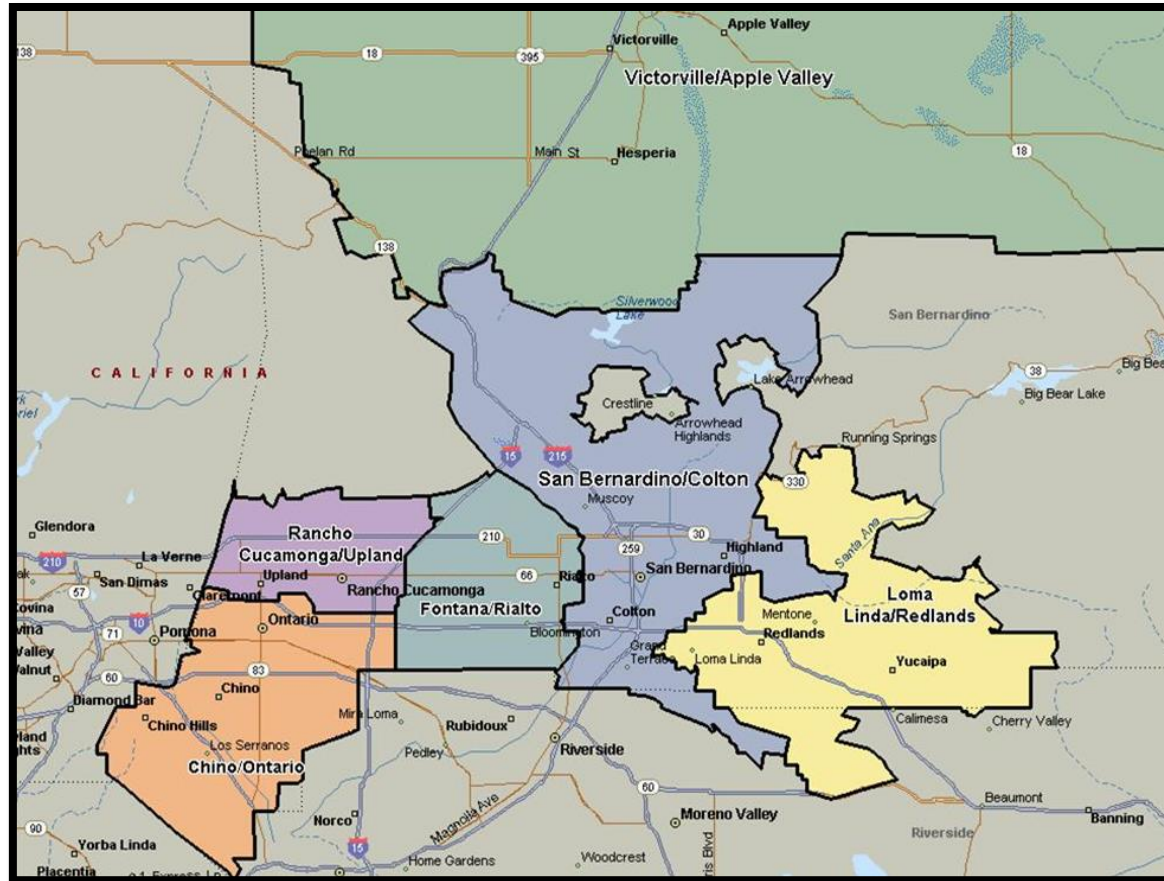 138
18
395
Victorville
Apple Valley
Victorville/Apple Valley
Phelan Rd
Main St
Hesperia
18
138
Silverwood
Lake
San Bernardino
CALIFORNIA
Crestline
Lake Arrowhead
Arrowhead
Highlands
38
Big Bear Lake
Running Springs
15
215
San Bernardino/Colton
330
Muscoy
Santa Ana
Glendora
Rancho
Cucamonga/Upland
210
30
259
Highland
210
La Verne
San Dimas
Upland
Rancho Cucamonga
66
Rialto
San Bernardino
Loma
Linda/Redlands
57
Claremont
Fontana/Rialto
Colton
Mentone
71
10
Pomona
Ontario
Bloomington
Redlands
Grand
Terrace
Loma Linda
Yucaipa
Valley
60
83
Chino
Diamond Bar
Chino Hills
Mira Loma
Rubidoux
Calimesa
Cherry Valley
Los Serranos
Pedley
Riverside
Chino/Ontario
60
Beaumont
Norco
Magnolia Ave
Moreno Valley
Banning
Riverside
90
Yorba Linda
15
Placentia
Home Gardens
Woodcrest